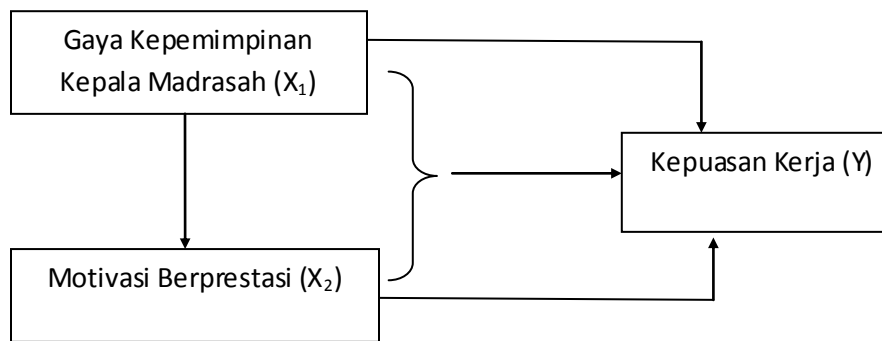 Gaya Kepemimpinan
Kepala Madrasah (X₁)
Kepuasan Kerja (Y)
Motivasi Berprestasi (X₂)